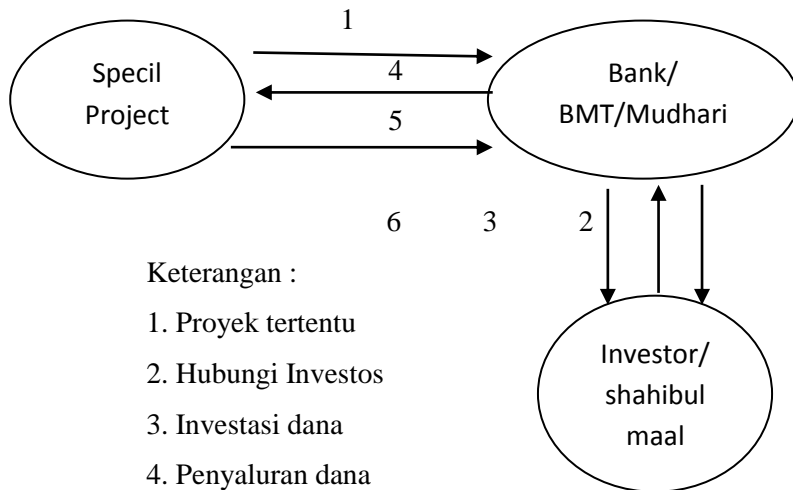 1
Specil
Project
4
5
Bank/
BMT/Mudhari
6 3 2
Keterangan :
1. Proyek tertentu
2. Hubungi Investos
3. Investasi dana
4. Penyaluran dana
Investor/
shahibul
maal